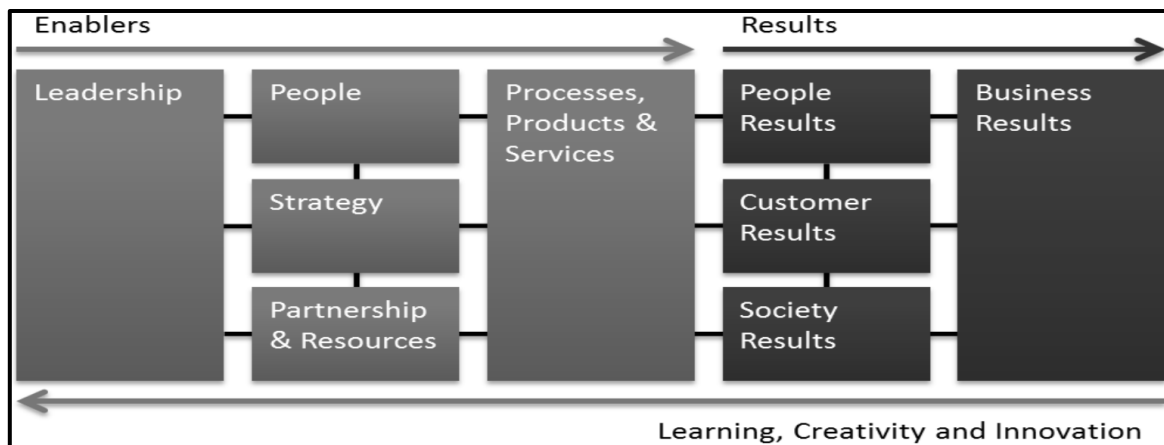 Enablers
Results
Leadership
People
Processes,
Products &
Services
People
Results
Business
Results
Strategy
Customer
Results
Partnership
& Resources
Society
Results
Learning, Creativity and Innovation